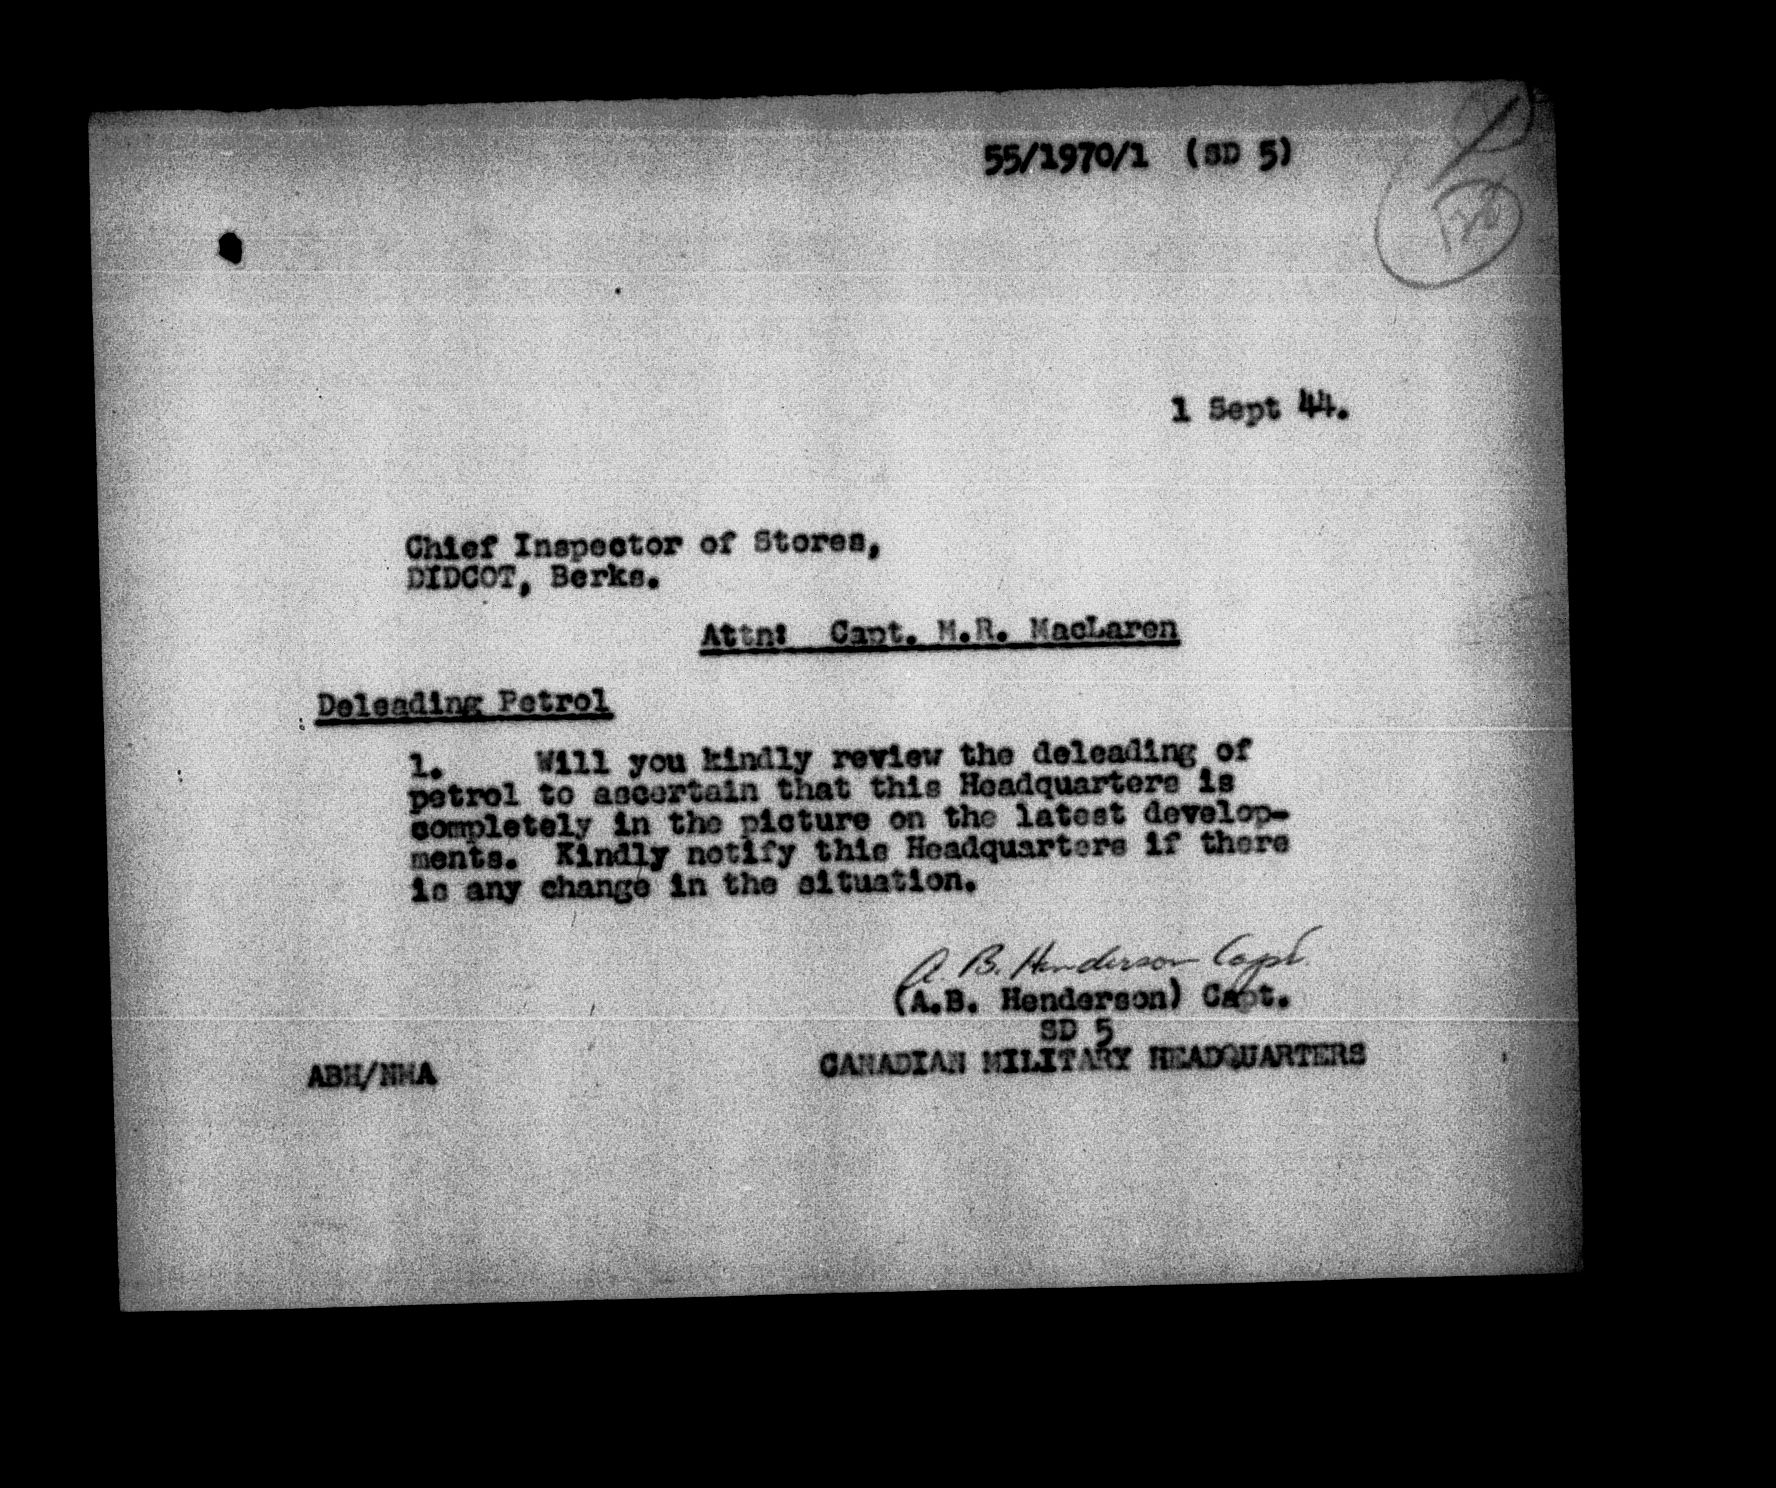 55/1970/1 (SD 5)
1 Sept 44.
Chief Inspector of Stores,
DIDCOT, Berks.
Attn: Capt. M.R. MacLaren
Deleading Petrol
1. Will you kindly review the deleading of
petrol to ascertain that this Headquarters is
completely in the picture on the latest develop-
ments. Kindly notify this Headquarters if there
is any change in the situation.
A. B. Henderson Capt.
(A.B. Henderson) Capt.
SD 5
CANADIAN MILITARY HEADQUARTERS
ABH/NMA